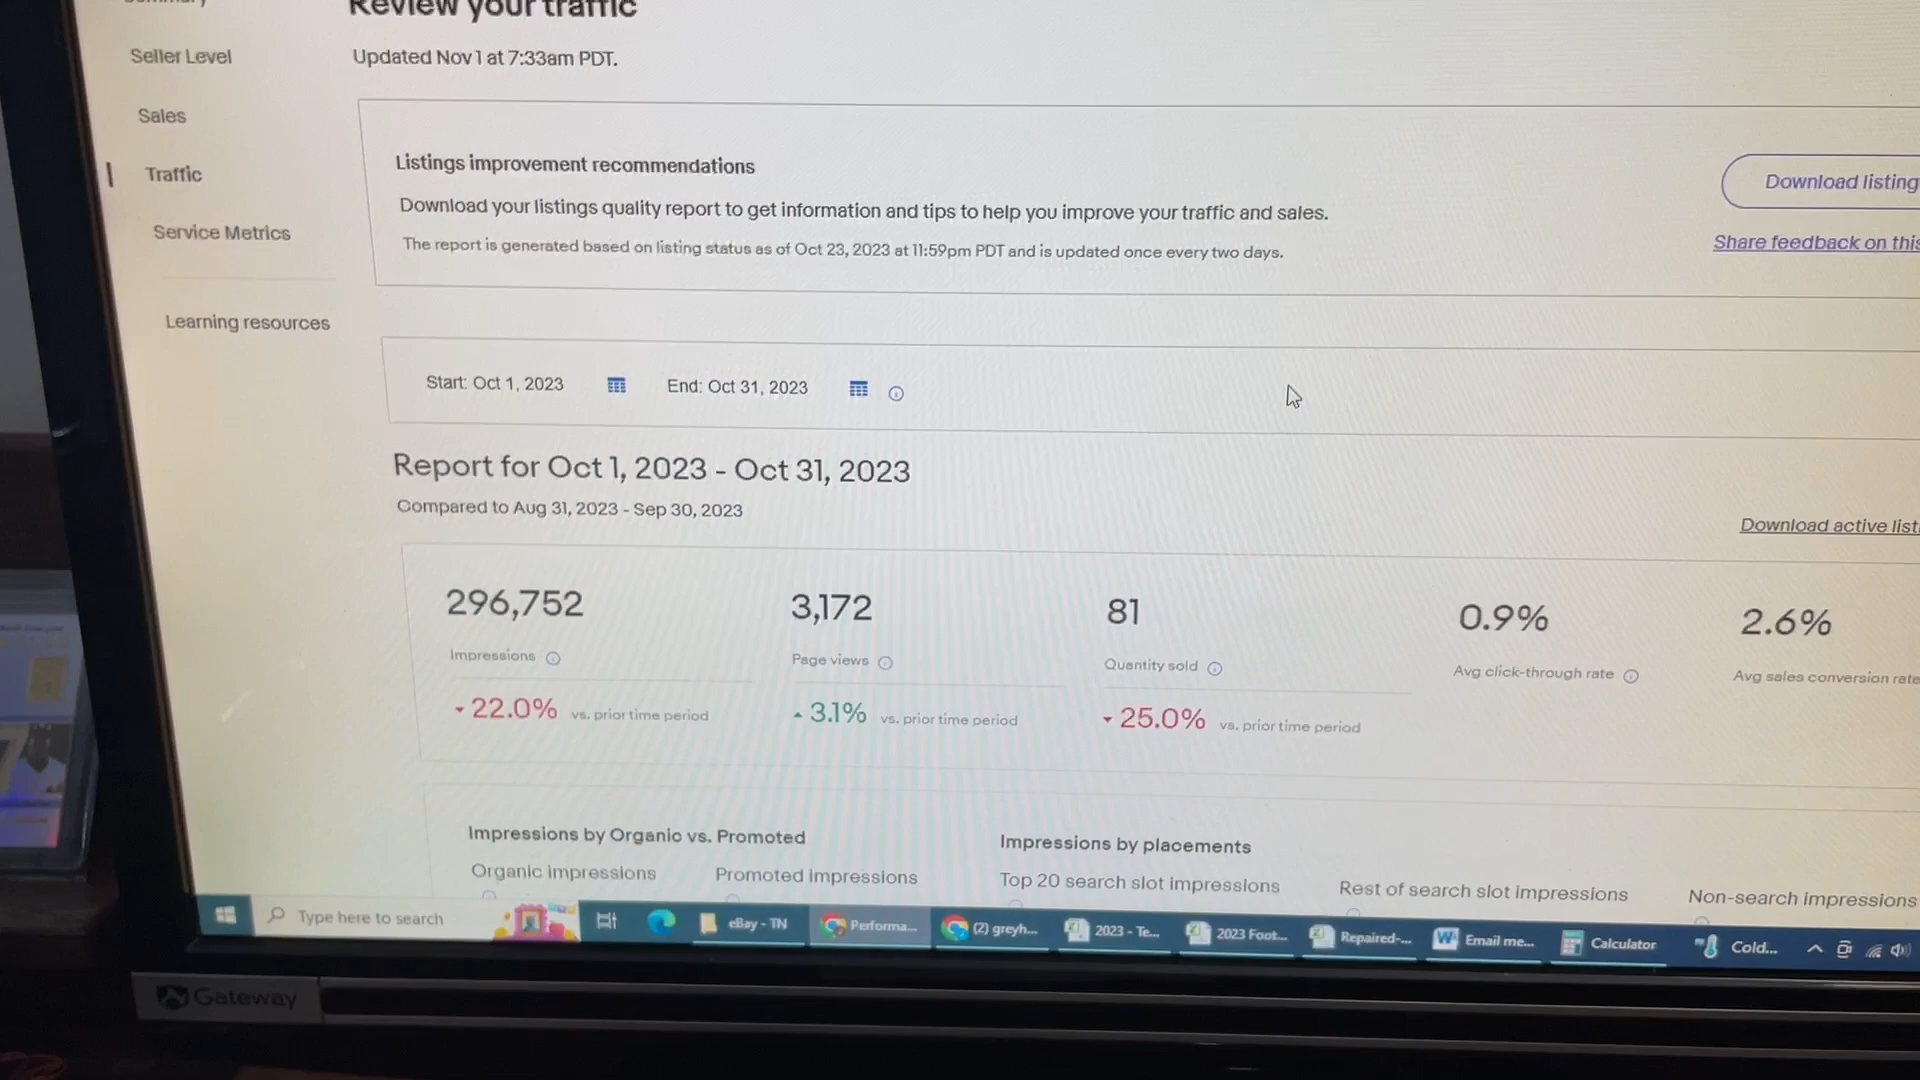 Review your traffic
Seller Level
Updated Nov 1 at 7:33am PDT.
Sales
Traffic
Service Metrics
Learning resources
Listings improvement recommendations
Download your listings quality report to get information and tips to help you improve your traffic and sales.
The report is generated based on listing status as of Oct 23, 2023 at 11:59pm PDT and is updated once every two days.
Download listing
Share feedback on this
Start: Oct 1, 2023
End: Oct 31, 2023
Report for Oct 1, 2023 - Oct 31, 2023
Compared to Aug 31, 2023 - Sep 30, 2023
Download active list
296,752
Impressions
22.0% vs. prior time period
3,172
Page views
3.1% vs. prior time period
81
Quantity sold
25.0% vs. prior time period
0.9%
Avg click-through rate
2.6%
Avg sales conversion rate
Impressions by Organic vs. Promoted
Organic impressions
Promoted impressions
Impressions by placements
Top 20 search slot impressions
Rest of search slot impressions
Non-search impressions
Type here to search
eBay - TN
Performa...
(2) greyh...
2023 - Te...
2023 Foot...
Repaired-...
Email me...
Calculator
Cold...
Gateway